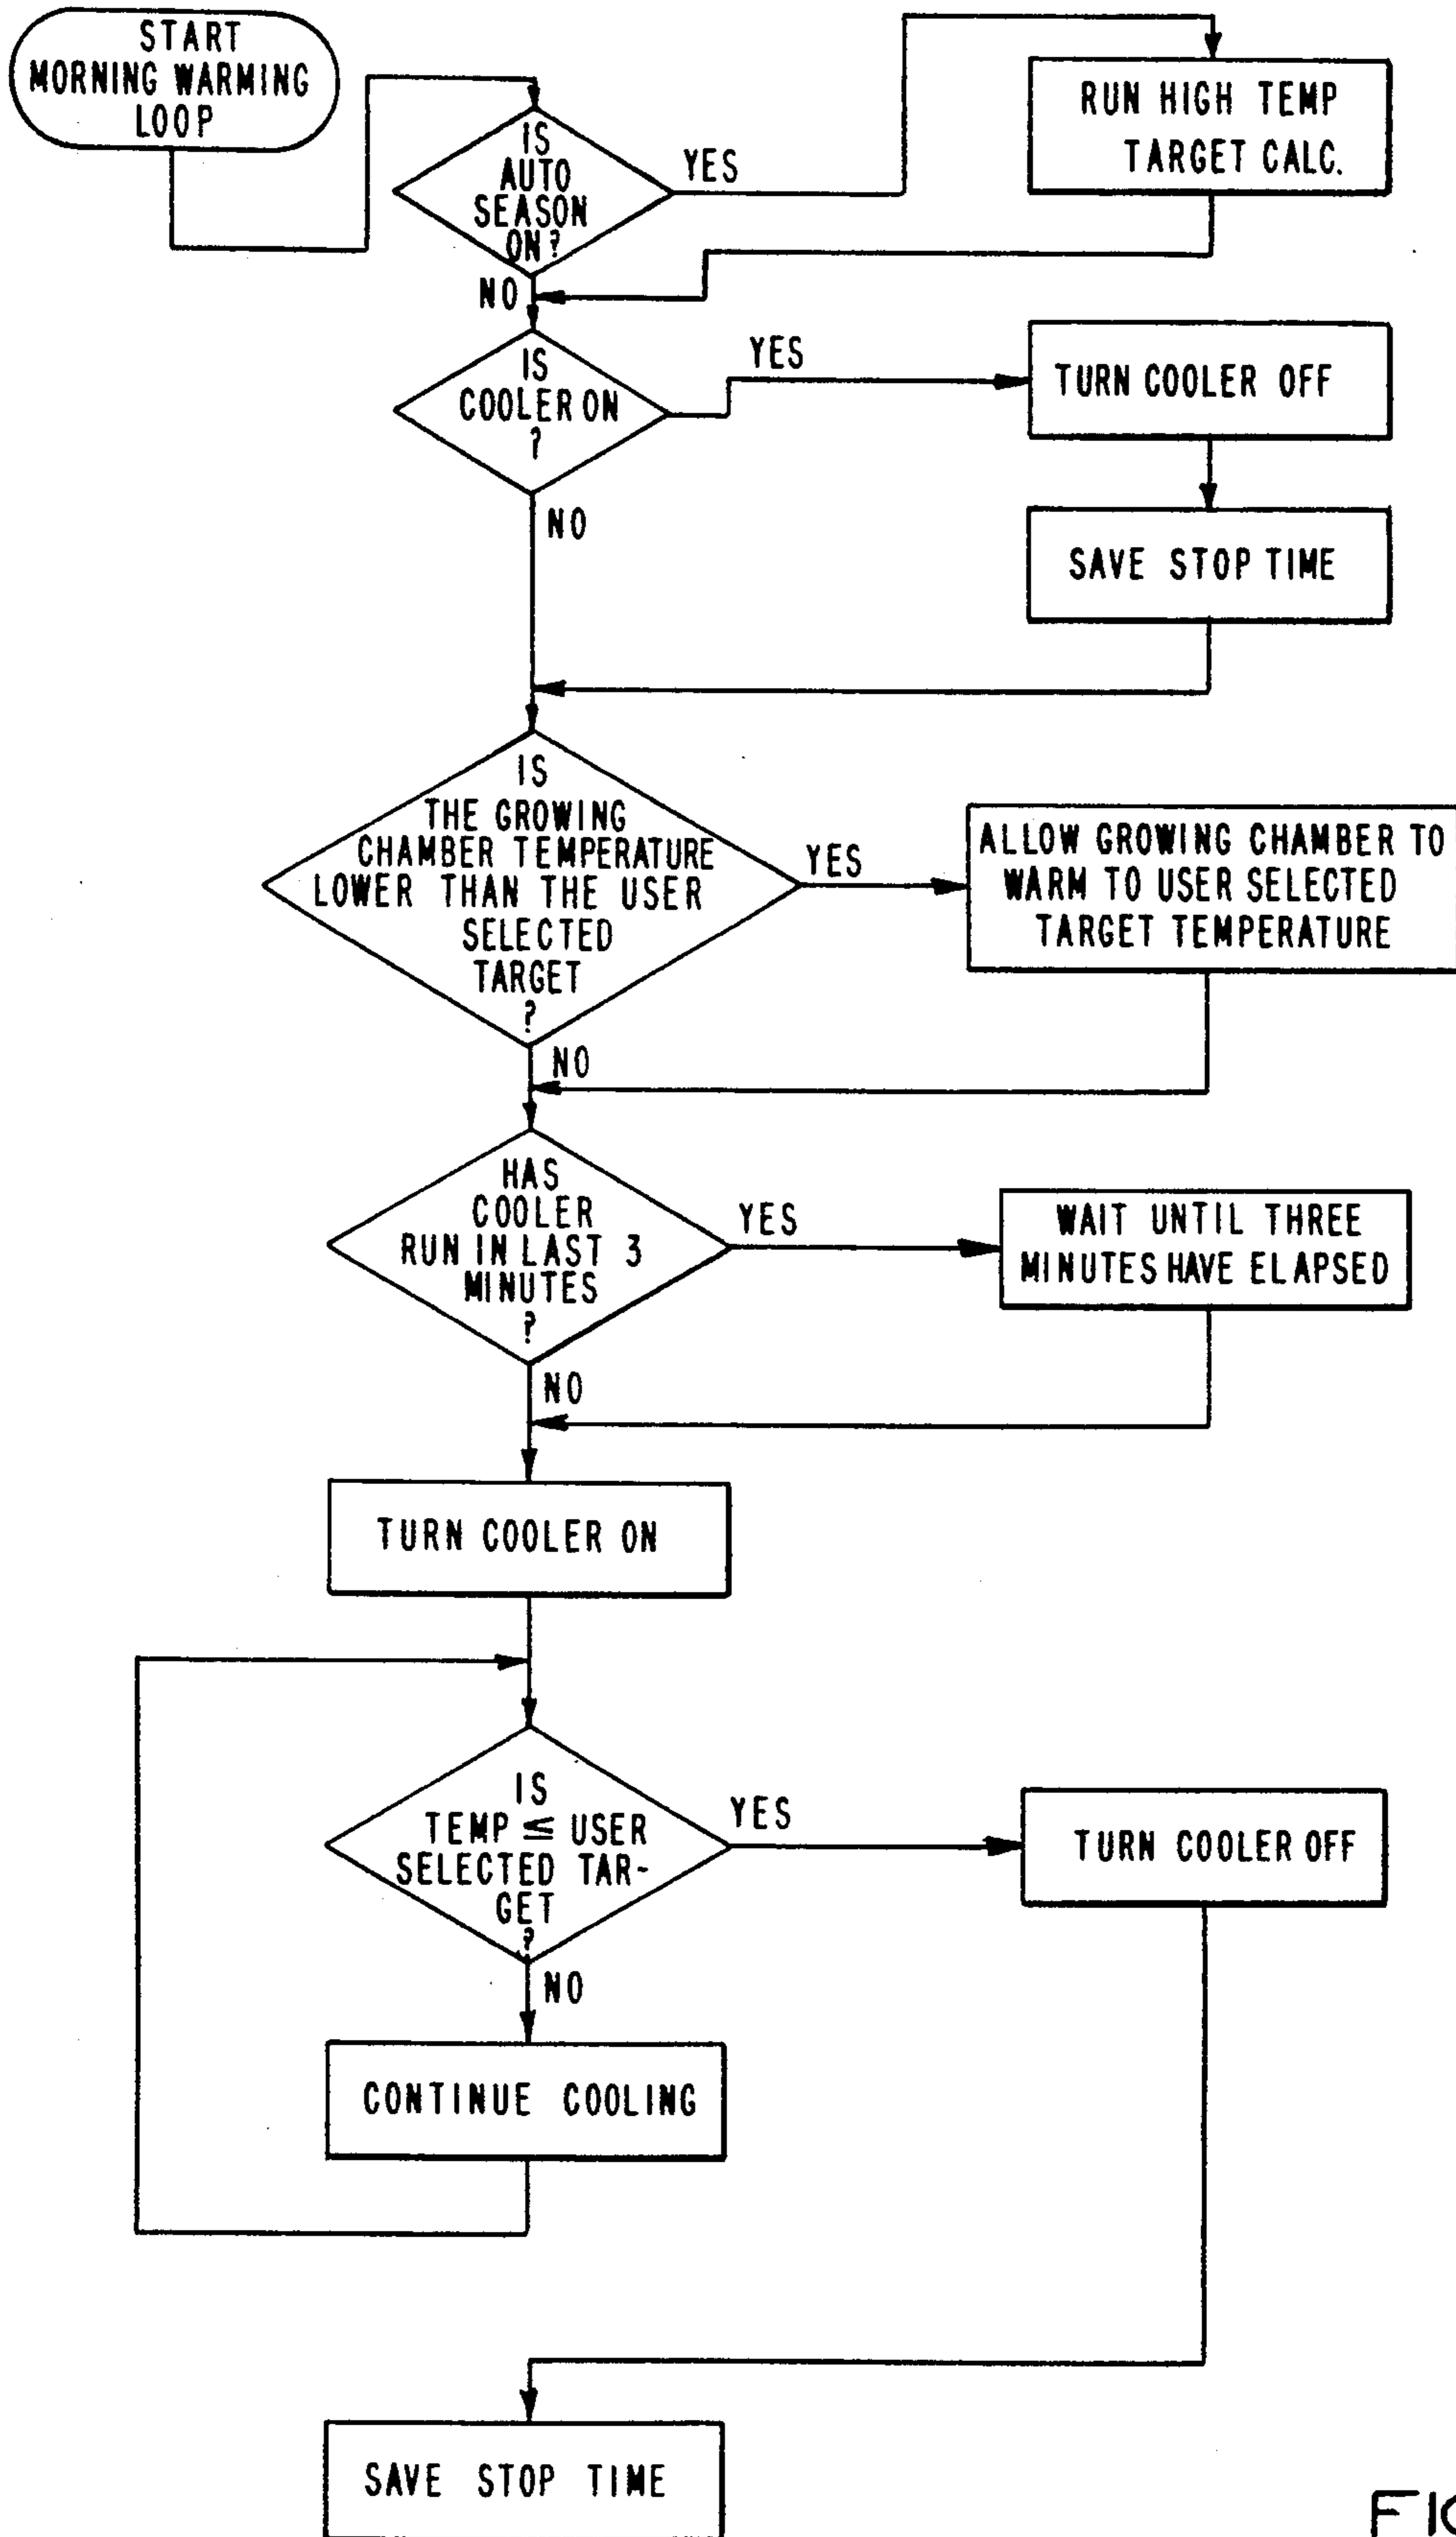 START
MORNING WARMING
LOOP
IS
AUTO
SEASON
ON?
YES
RUN HIGH TEMP
TARGET CALC.
NO
IS
COOLER ON
?
YES
TURN COOLER OFF
NO
SAVE STOP TIME
IS
THE GROWING
CHAMBER TEMPERATURE
LOWER THAN THE USER
SELECTED
TARGET
?
YES
ALLOW GROWING CHAMBER TO
WARM TO USER SELECTED
TARGET TEMPERATURE
NO
HAS
COOLER
RUN IN LAST 3
MINUTES
?
YES
WAIT UNTIL THREE
MINUTES HAVE ELAPSED
NO
TURN COOLER ON
IS
TEMP ≦ USER
SELECTED TAR-
GET
?
YES
TURN COOLER OFF
NO
CONTINUE COOLING
SAVE STOP TIME